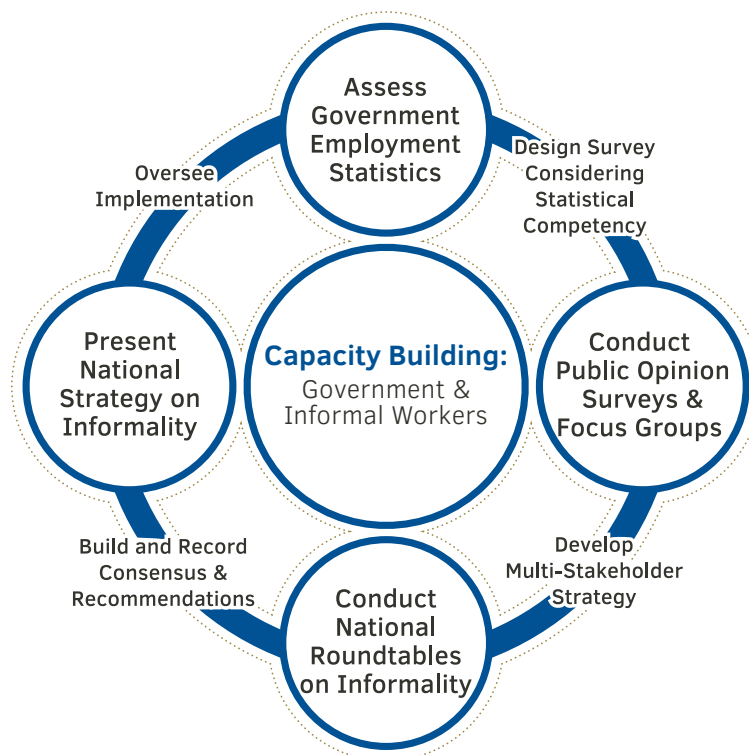 Assess
Government
Employment
Statistics
Design Survey
Considering
Statistical
Competency
Conduct
Public Opinion
Surveys &
Focus Groups
Develop
Multi-Stakeholder
Strategy
Conduct
National
Roundtables
on Informality
Build and Record
Consensus &
Recommendations
Present
National
Strategy on
Informality
Oversee
Implementation
Capacity Building:
Government &
Informal Workers